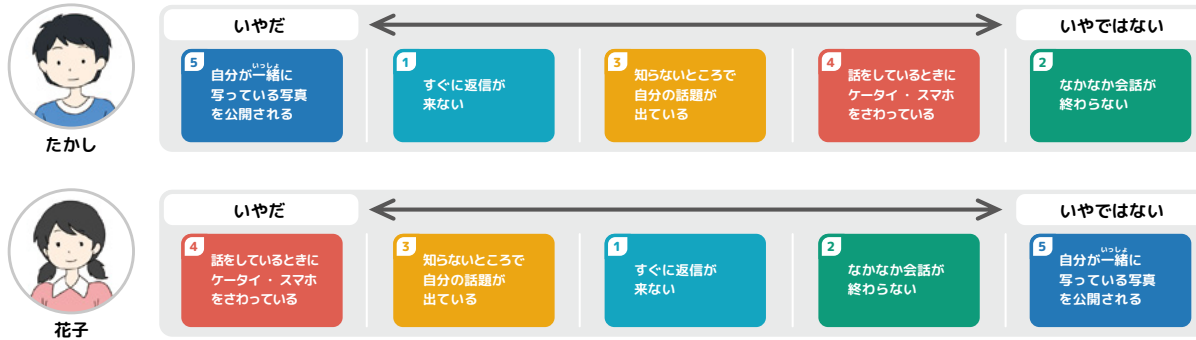 いやだ
いやではない
5
自分が一緒に
いっしょ
写っている写真
を公開される
1
すぐに返信が
来ない
3
知らないところで
自分の話題が
出ている
4
話をしているときに
ケータイ・スマホ
をさわっている
2
なかなか会話が
終わらない
たかし
いやだ
いやではない
4
話をしているときに
ケータイ・スマホ
をさわっている
3
知らないところで
自分の話題が
出ている
1
すぐに返信が
来ない
2
なかなか会話が
終わらない
5
自分が一緒に
いっしょ
写っている写真
を公開される
花子